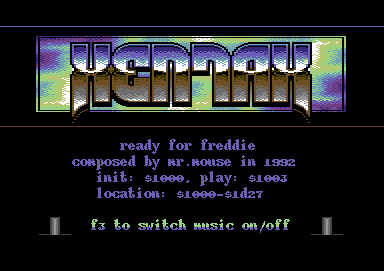 XENTAX
ready for freddie
composed by mr.mouse in 1992
init: $1000, play: $1003
location: $1000-$1d27
f3 to switch music on/off